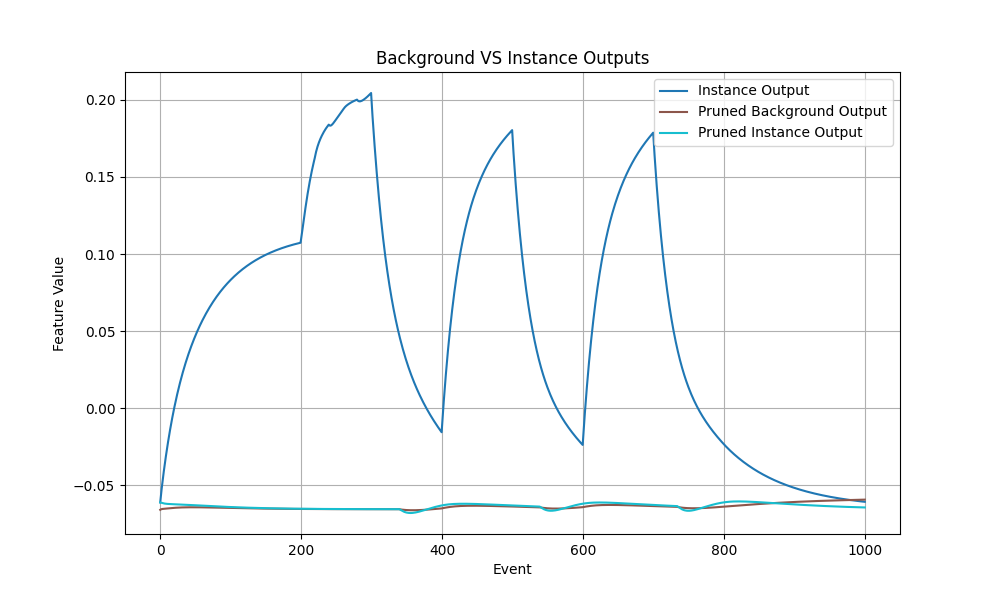 Background VS Instance Outputs
Instance Output
Pruned Background Output
Pruned Instance Output
Feature Value
0.20
0.15
0.10
0.05
0.00
−0.05
0 200 400 600 800 1000
Event